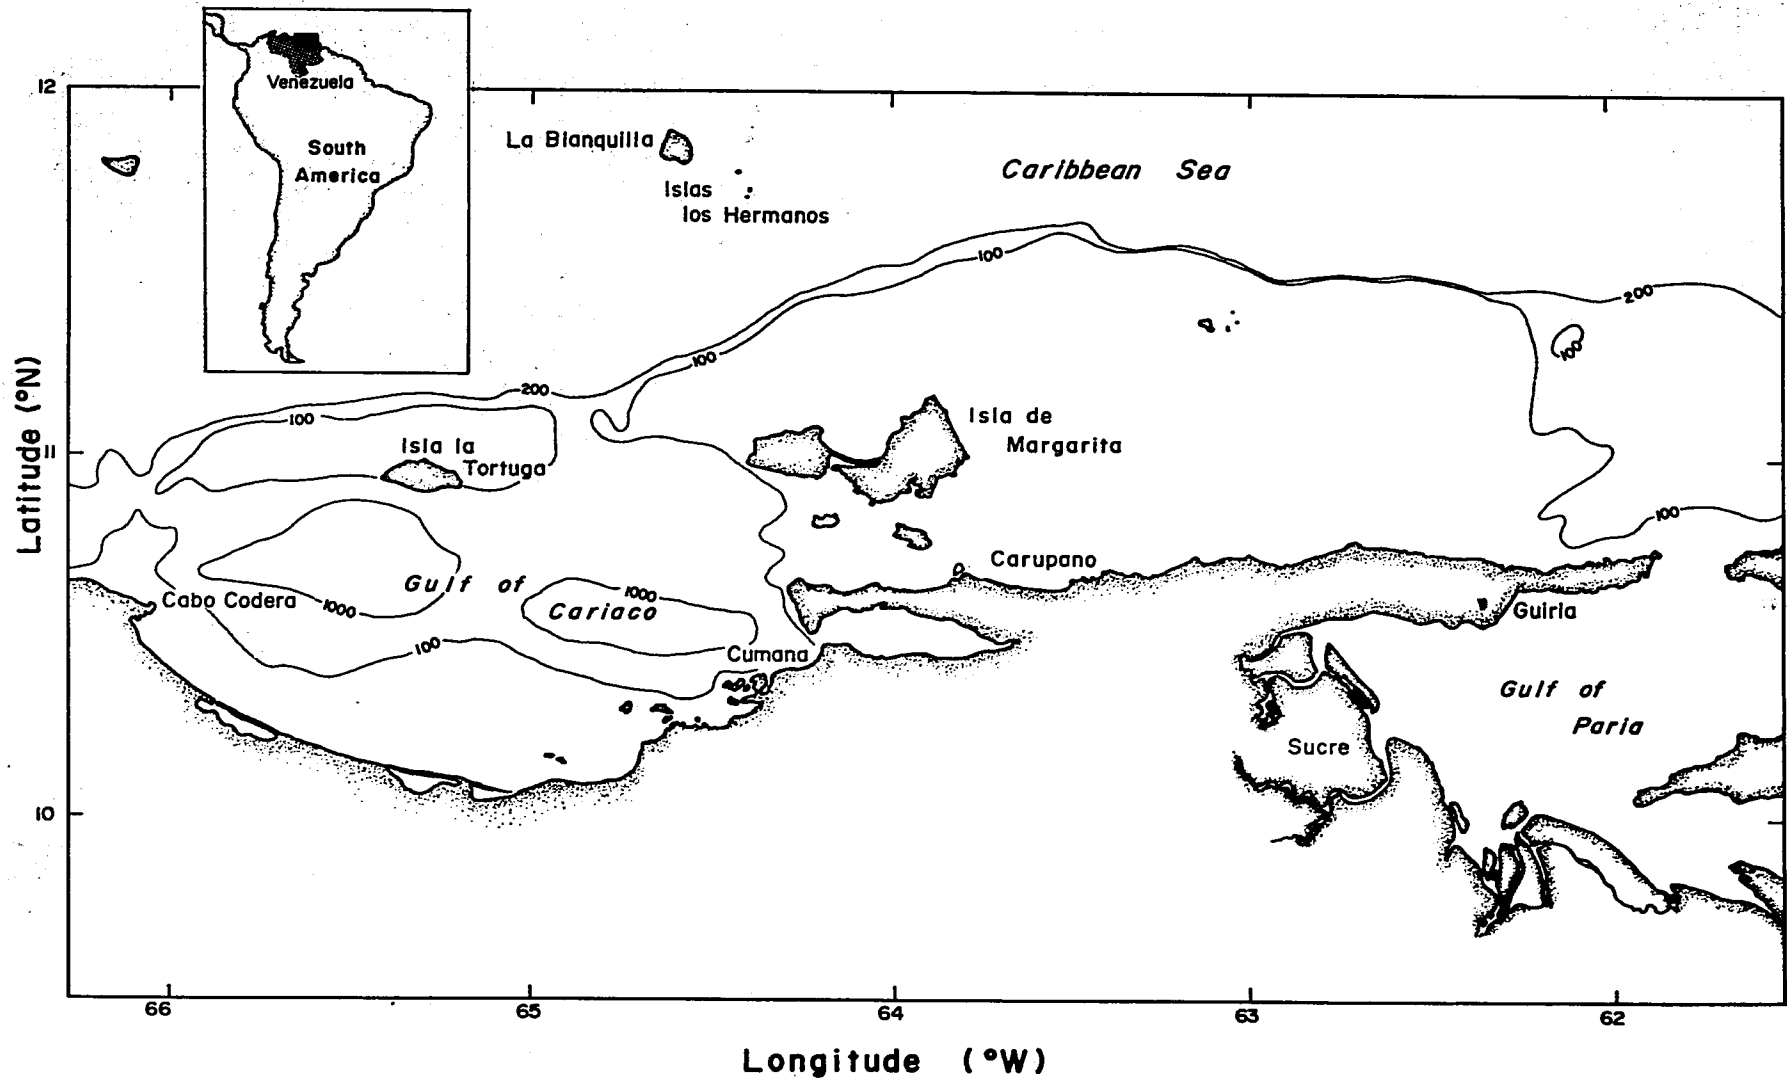 Venezuela
South
America
12
La Blanquilla
Islas
los Hermanos
Caribbean Sea
100
200
100
100
200
100
Isla la
Tortuga
Isla de
Margarita
11
Latitude (°N)
100
Carupano
Gulf of
Cariaco
1000
1000
Cabo Codera
Guiria
100
Cumana
Gulf of
Paria
Sucre
10
66
65
64
63
62
Longitude (°W)